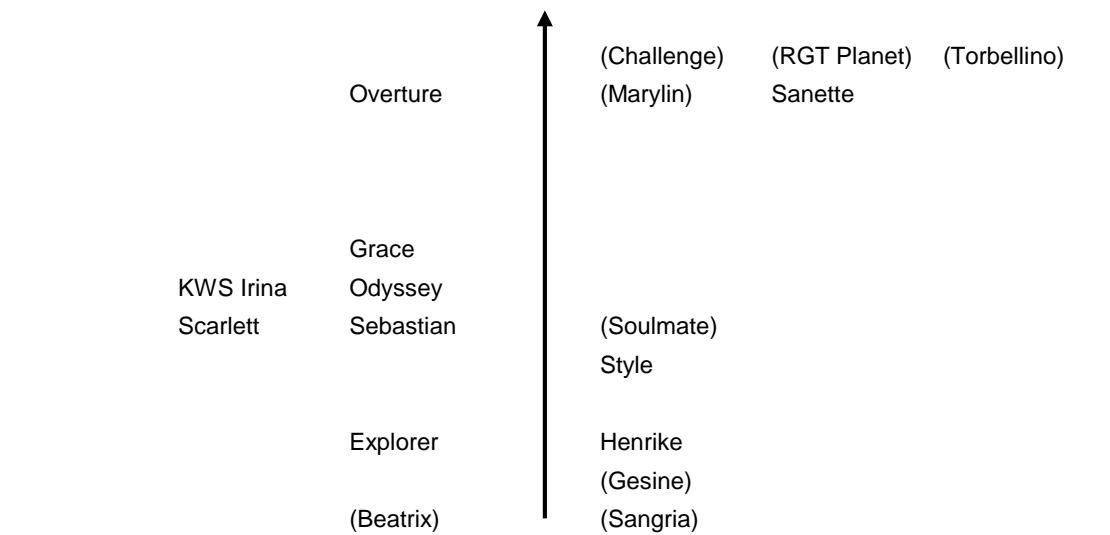 (Challenge) (RGT Planet) (Torbellino)
Overture (Marylin) Sanette
Grace
KWS Irina Odyssey
Scarlett Sebastian (Soulmate)
Style
Explorer Henrike
(Gesine)
(Beatrix) (Sangria)